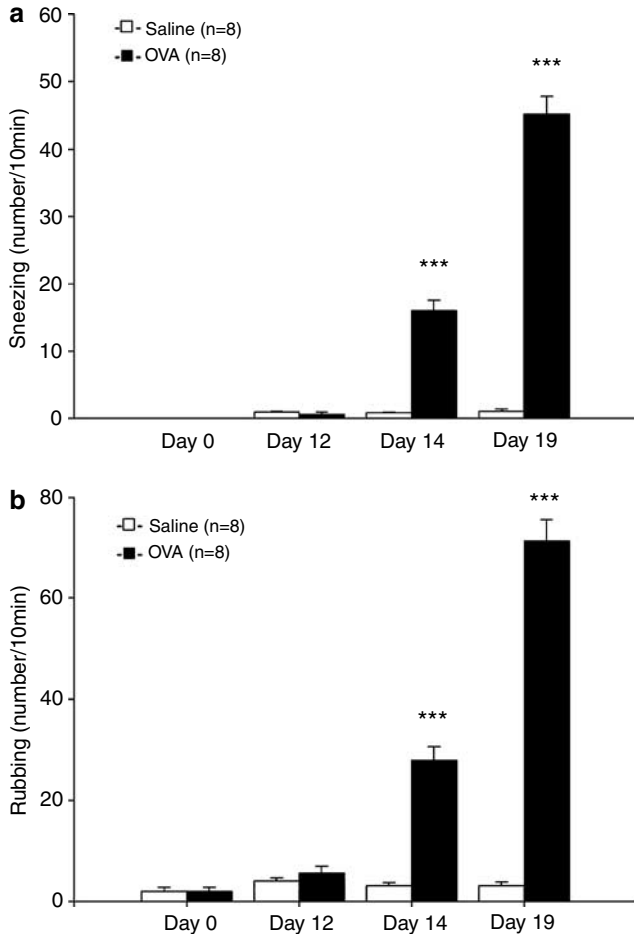 a
Saline (n=8)
OVA (n=8)
Sneezing (number/10min)
60
50
40
30
20
10
0
***
***
Day 0 Day 12 Day 14 Day 19
b
Saline (n=8)
OVA (n=8)
Rubbing (number/10min)
80
60
40
20
0
***
***
Day 0 Day 12 Day 14 Day 19